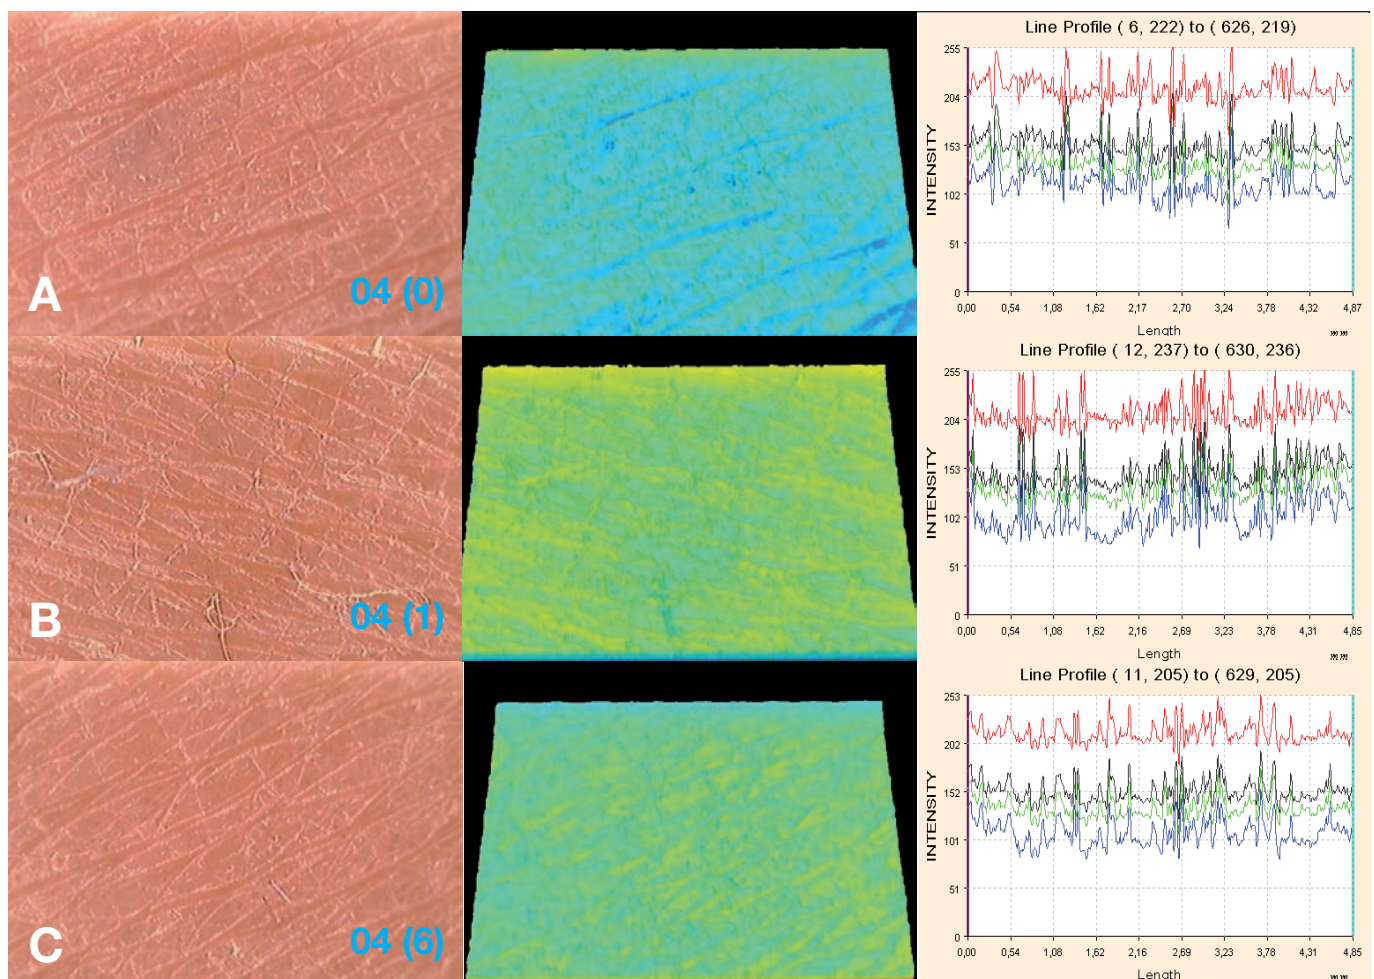 A
04 (0)
Line Profile ( 6, 222) to ( 626, 219)
INTENSITY
255
204
153
102
51
0
0,00 0,54 1,08 1,62 2,16 2,70 3,24 3,78 4,32 4,87
Length
mm
B
04 (1)
Line Profile ( 12, 237) to ( 630, 236)
INTENSITY
255
204
153
102
51
0
0,00 0,54 1,08 1,62 2,16 2,69 3,23 3,78 4,31 4,85
Length
mm
C
04 (6)
Line Profile ( 11, 205) to ( 629, 205)
INTENSITY
253
202
152
101
51
0
0,00 0,54 1,08 1,62 2,16 2,69 3,23 3,78 4,31 4,85
Length
mm